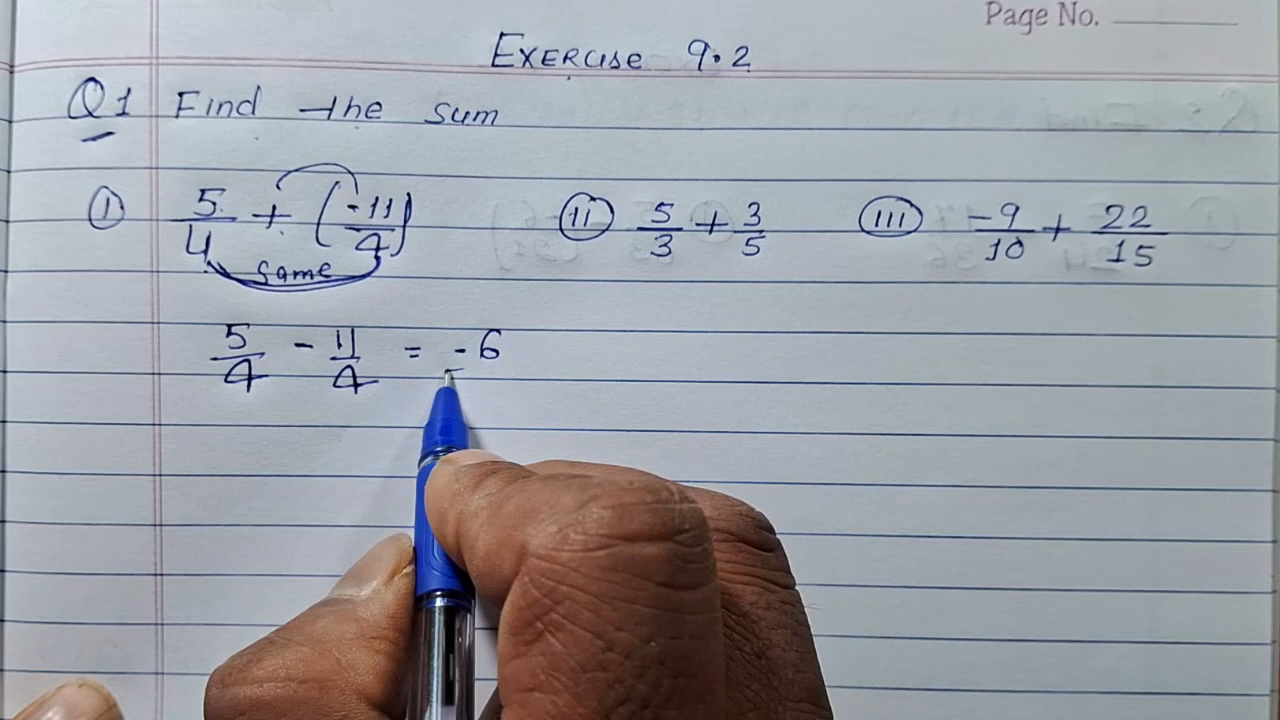 Page No.
Exercise 9.2
Q1 Find the sum
(i) 5/4 + (-11/4) (ii) 5/3 + 3/5 (iii) -9/10 + 22/15
same
5/4 - 11/4 = -6